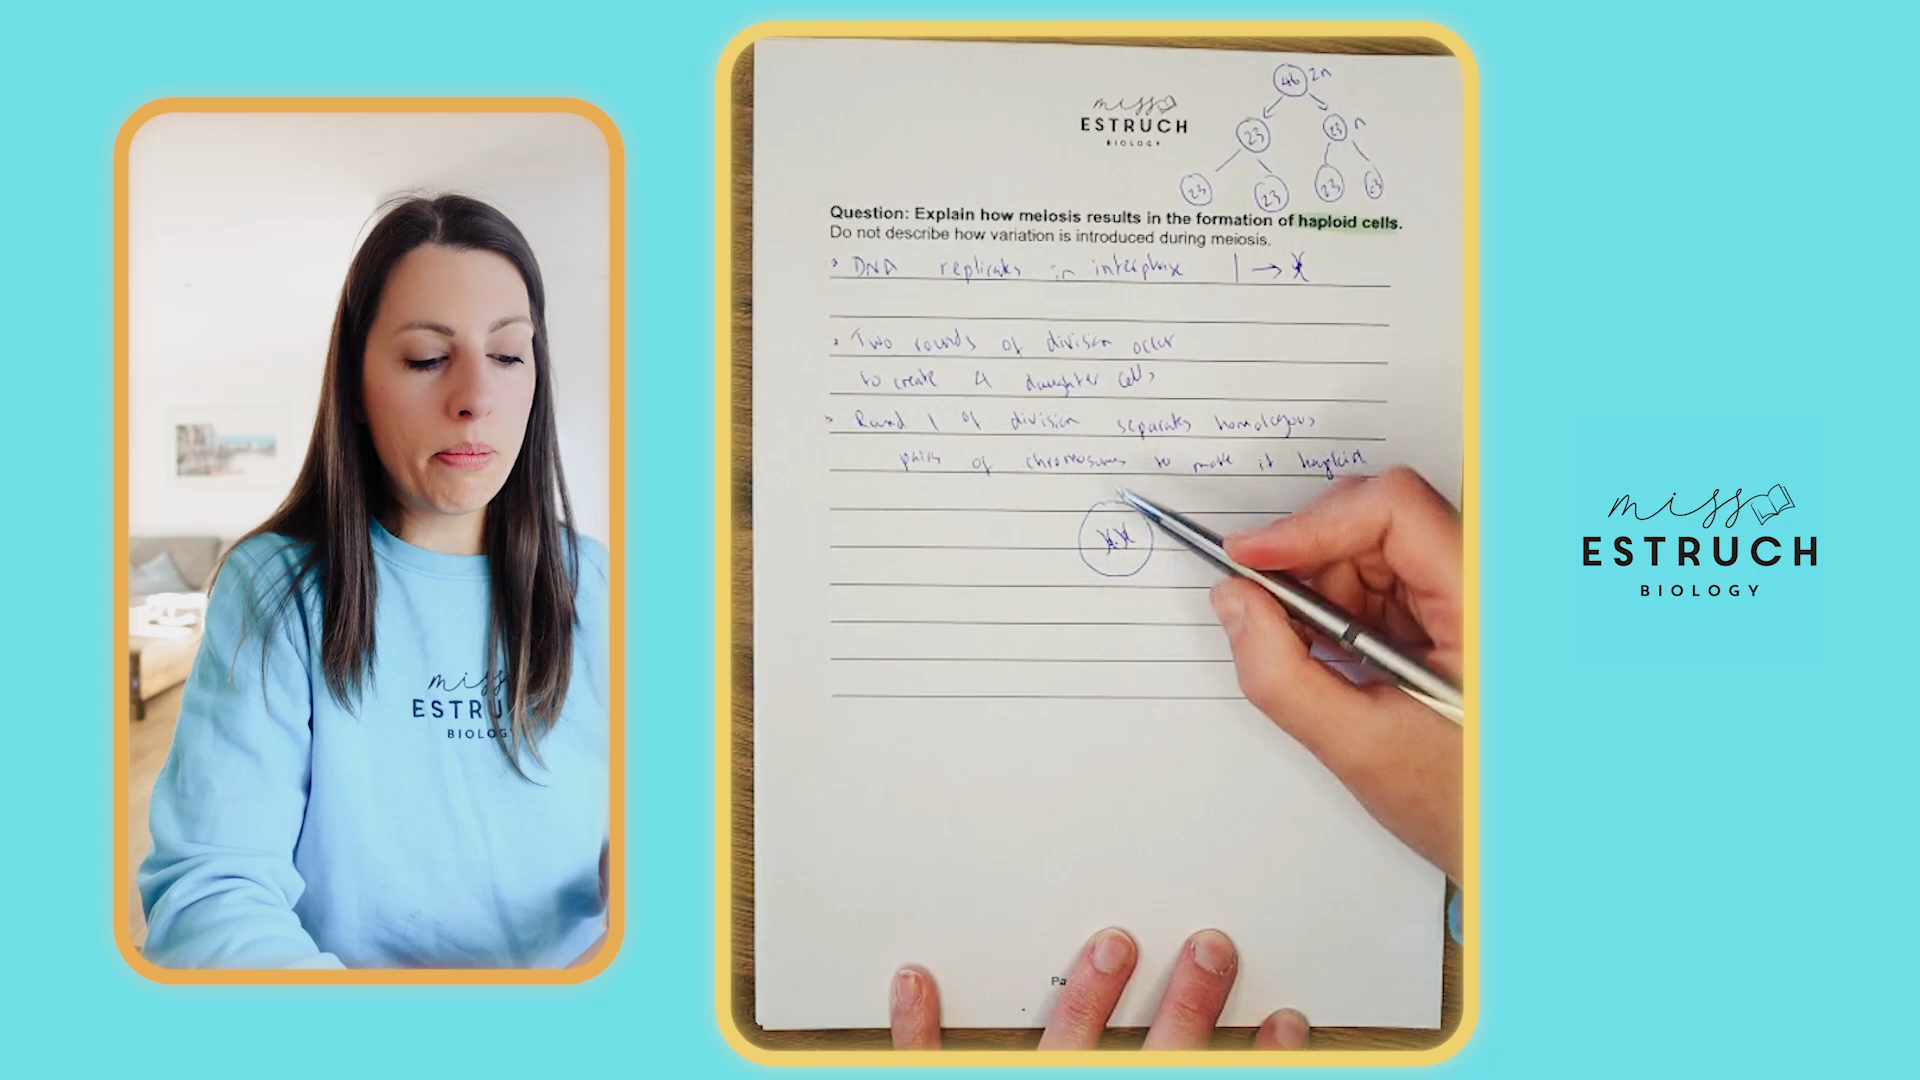 miss
ESTRUCH
BIOLOGY
46 2n
23 23 n
23 23 23 23
Question: Explain how meiosis results in the formation of haploid cells.
Do not describe how variation is introduced during meiosis.
• DNA replicates in interphase | → X
• Two rounds of division occur
to create 4 daughter cells
• Round 1 of division separates homologous
pairs of chromosomes to make it haploid
miss
ESTRU
BIOLOG
Pa
miss
ESTRUCH
BIOLOGY